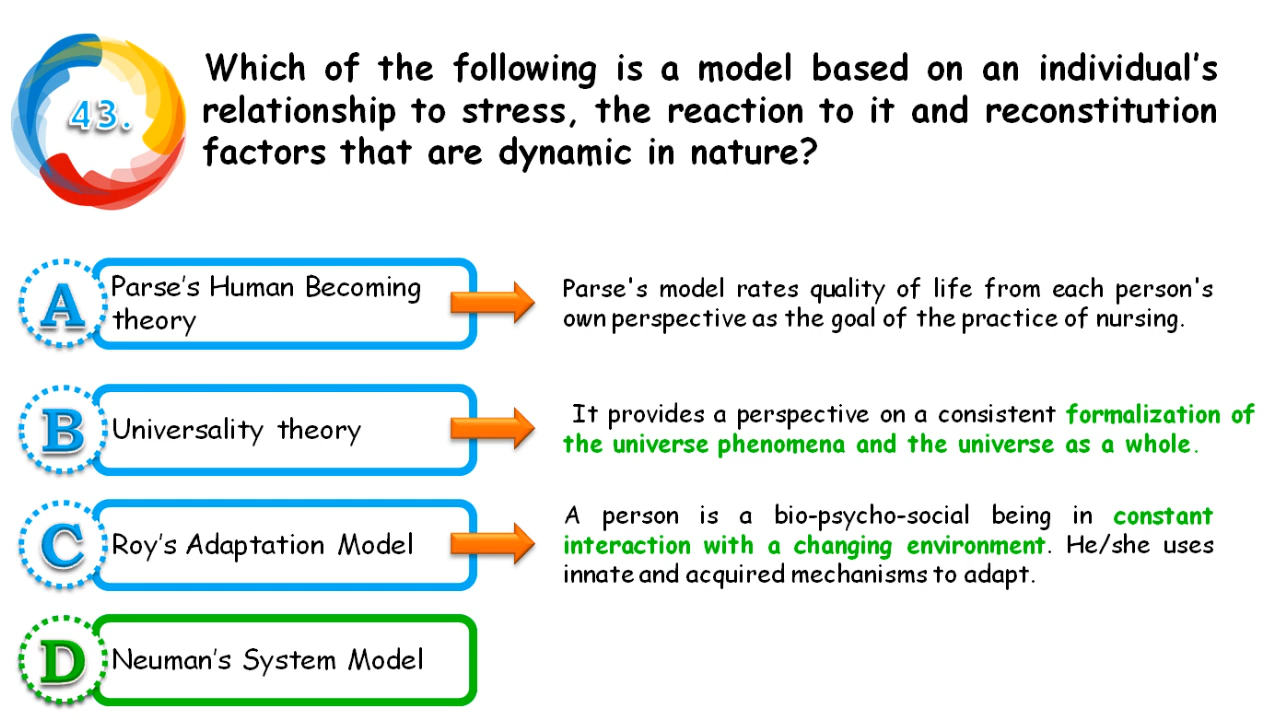 43.
Which of the following is a model based on an individual's
relationship to stress, the reaction to it and reconstitution
factors that are dynamic in nature?
A
Parse's Human Becoming
theory
Parse's model rates quality of life from each person's
own perspective as the goal of the practice of nursing.
B
Universality theory
It provides a perspective on a consistent formalization of
the universe phenomena and the universe as a whole.
C
Roy's Adaptation Model
A person is a bio-psycho-social being in constant
interaction with a changing environment. He/she uses
innate and acquired mechanisms to adapt.
D
Neuman's System Model